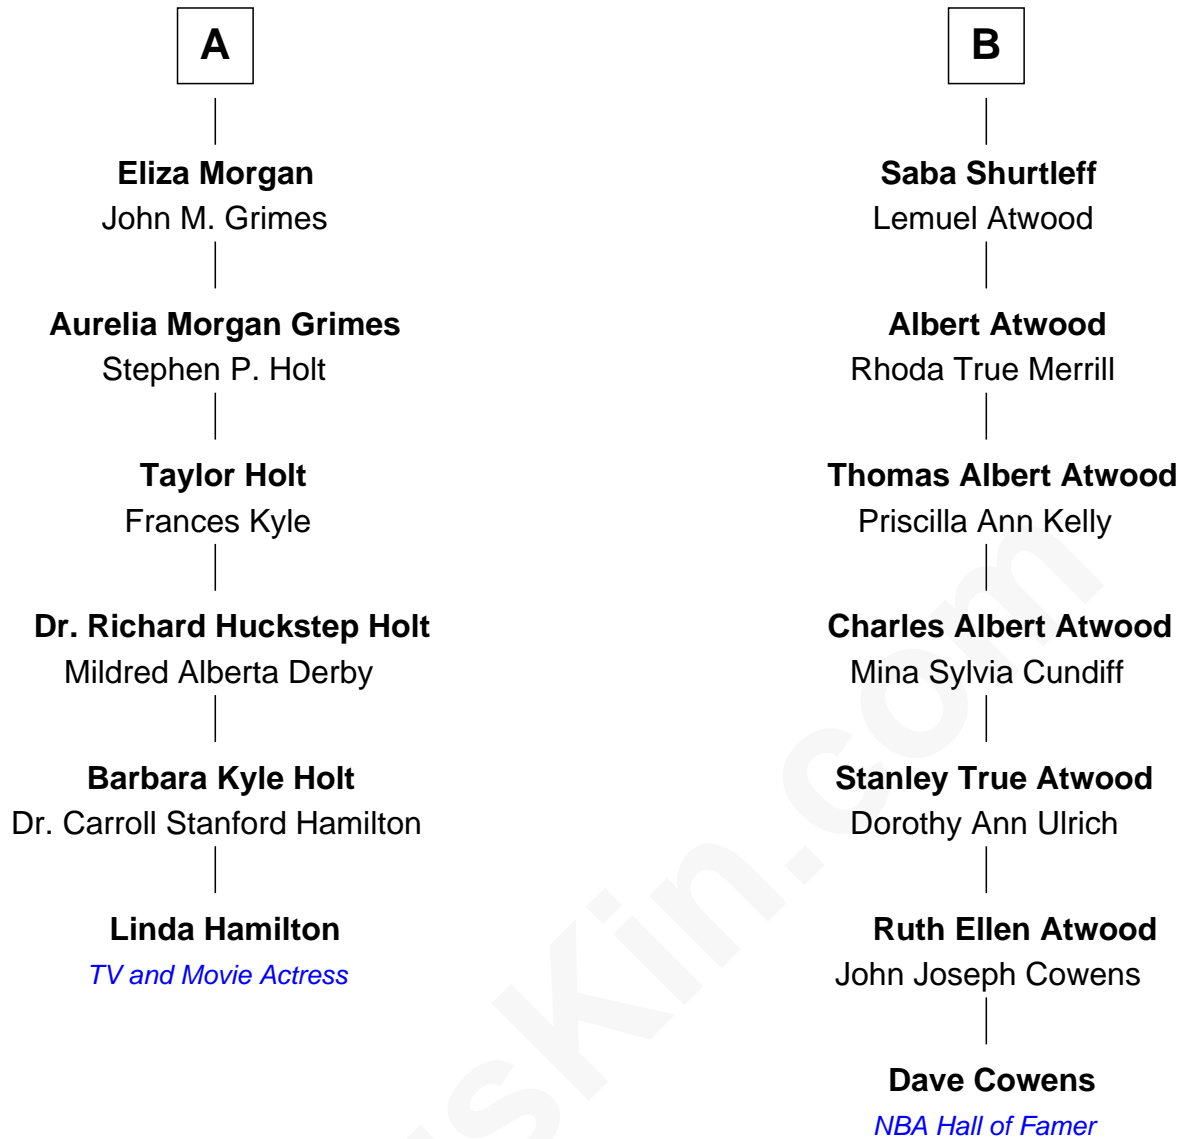 A
Eliza Morgan
John M. Grimes
Aurelia Morgan Grimes
Stephen P. Holt
Taylor Holt
Frances Kyle
Dr. Richard Huckstep Holt
Mildred Alberta Derby
Barbara Kyle Holt
Dr. Carroll Stanford Hamilton
Linda Hamilton
TV and Movie Actress
B
Saba Shurtleff
Lemuel Atwood
Albert Atwood
Rhoda True Merrill
Thomas Albert Atwood
Priscilla Ann Kelly
Charles Albert Atwood
Mina Sylvia Cundiff
Stanley True Atwood
Dorothy Ann Ulrich
Ruth Ellen Atwood
John Joseph Cowens
Dave Cowens
NBA Hall of Famer